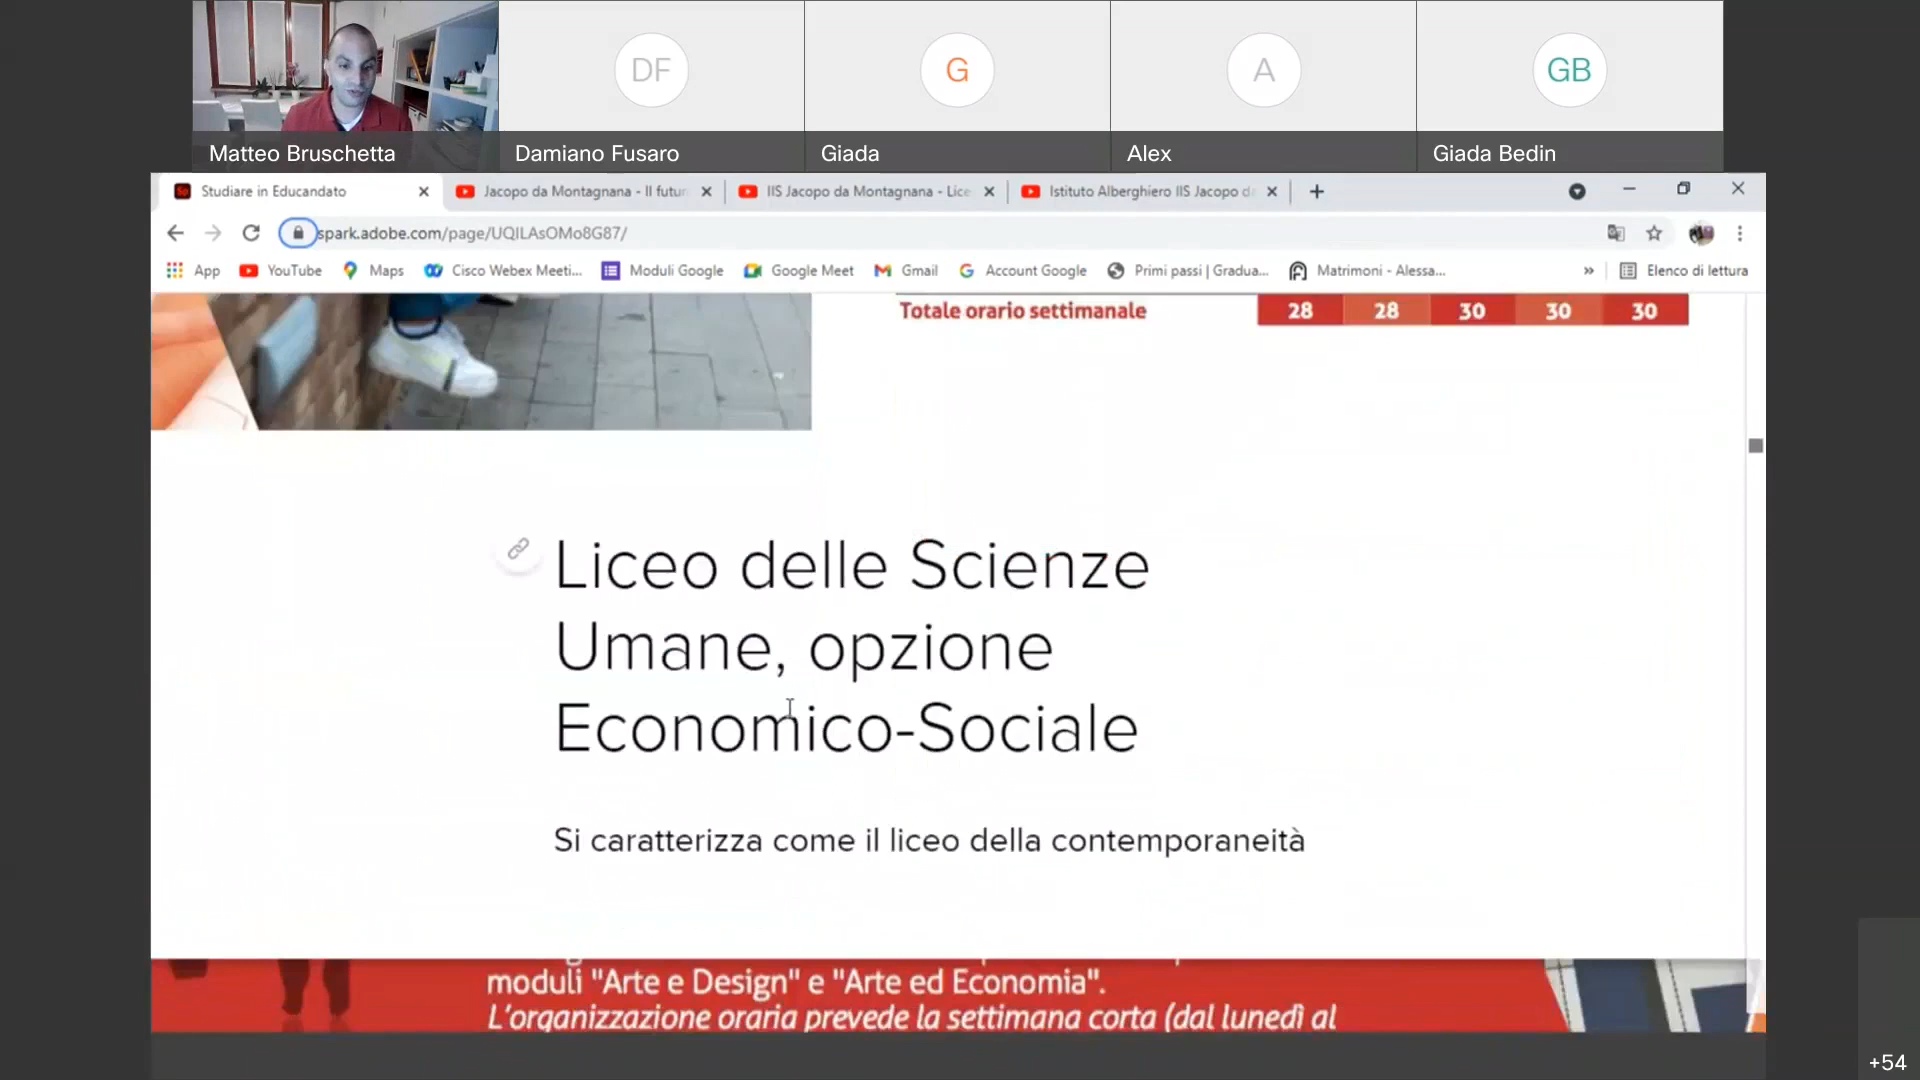 DF
G
A
GB
Matteo Bruschetta
Damiano Fusaro
Giada
Alex
Giada Bedin
Sp
Studiare in Educandato
Jacopo da Montagnana - Il futur
IIS Jacopo da Montagnana - Lice
Istituto Alberghiero IIS Jacopo d
spark.adobe.com/page/UQILAsOMo8G87/
App
YouTube
Maps
Cisco Webex Meeti...
Moduli Google
Google Meet
Gmail
Account Google
Primi passi | Gradua...
Matrimoni - Alessa...
»
Elenco di lettura
Totale orario settimanale 28 28 30 30 30
Liceo delle Scienze
Umane, opzione
Economico-Sociale
Si caratterizza come il liceo della contemporaneità
moduli "Arte e Design" e "Arte ed Economia".
L'organizzazione oraria prevede la settimana corta (dal lunedì al
+54